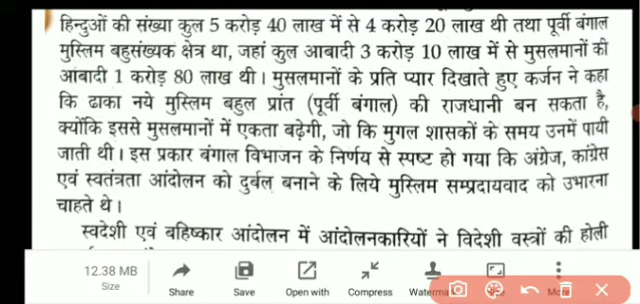 हिन्दुओं की संख्या कुल 5 करोड़ 40 लाख में से 4 करोड़ 20 लाख थी तथा पूर्वी बंगाल
मुस्लिम बहुसंख्यक क्षेत्र था, जहां कुल आबादी 3 करोड़ 10 लाख में से मुसलमानों की
आबादी 1 करोड़ 80 लाख थी। मुसलमानों के प्रति प्यार दिखाते हुए कर्जन ने कहा
कि ढाका नये मुस्लिम बहुल प्रांत (पूर्वी बंगाल) की राजधानी बन सकता है,
क्योंकि इससे मुसलमानों में एकता बढ़ेगी, जो कि मुगल शासकों के समय उनमें पायी
जाती थी। इस प्रकार बंगाल विभाजन के निर्णय से स्पष्ट हो गया कि अंग्रेज, कांग्रेस
एवं स्वतंत्रता आंदोलन को दुर्बल बनाने के लिये मुस्लिम सम्प्रदायवाद को उभारना
चाहते थे।
स्वदेशी एवं बहिष्कार आंदोलन में आंदोलनकारियों ने विदेशी वस्त्रों की होली
12.38 MB
Size Share Save Open with Compress Waterma